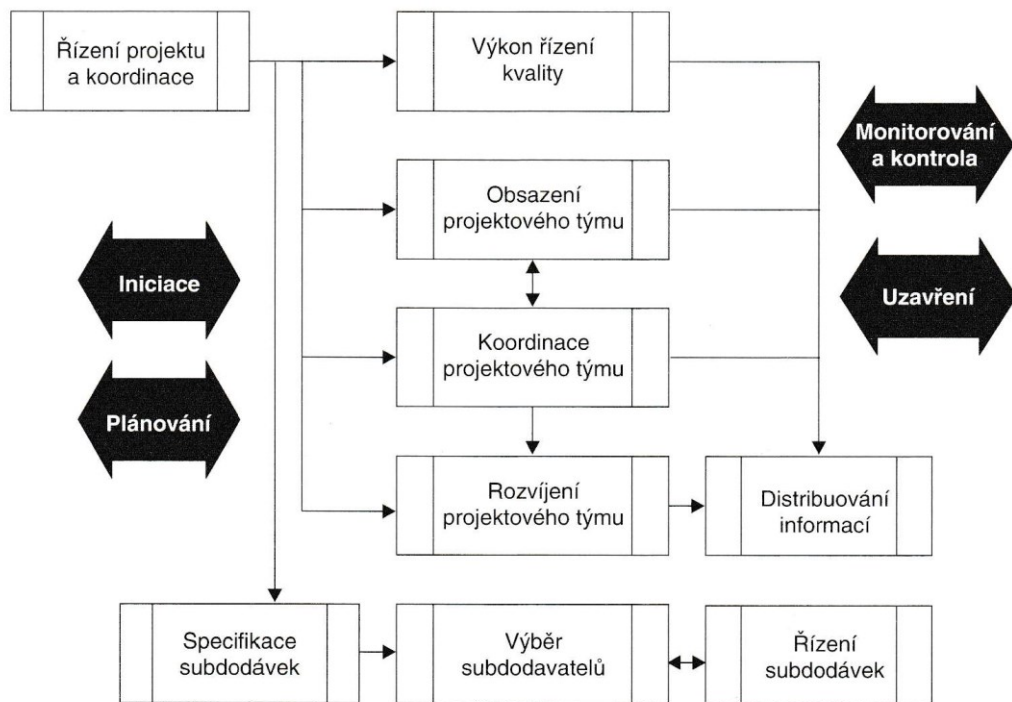 Řízení projektu
a koordinace
Výkon řízení
kvality
Monitorování
a kontrola
Obsazení
projektového týmu
Iniciace
Uzavření
Koordinace
projektového týmu
Plánování
Rozvíjení
projektového týmu
Distribuování
informací
Specifikace
subdodávek
Výběr
subdodavatelů
Řízení
subdodávek